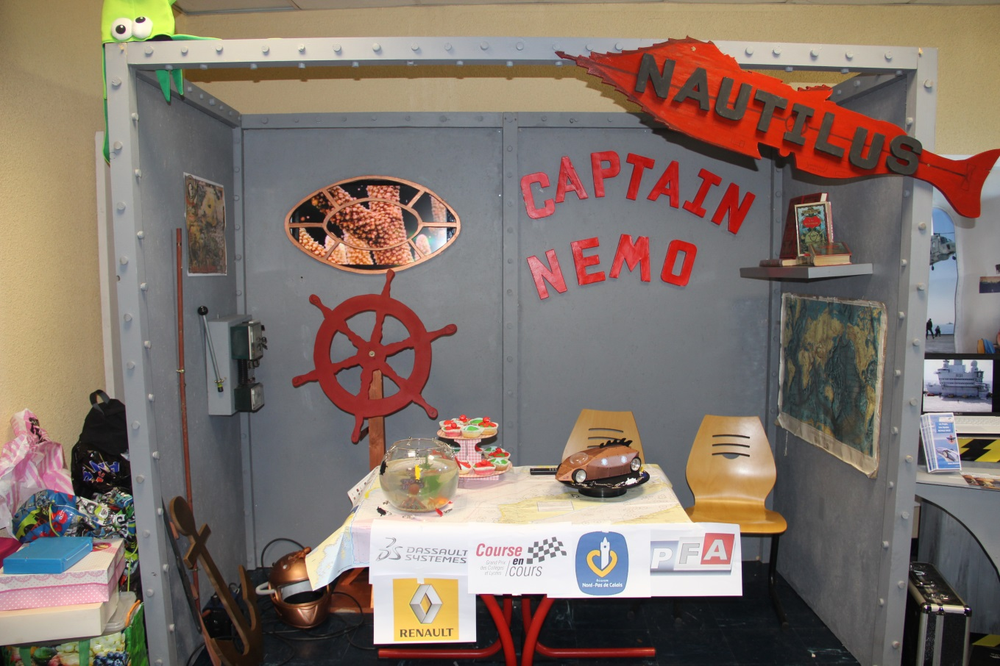 NAUTILUS
CAPTAIN
NEMO
DASSAULT
SYSTEMES
Course
en
cours
Grand Prix
des Collèges
et Lycées
Région
Nord-Pas de Calais
PFA
RENAULT